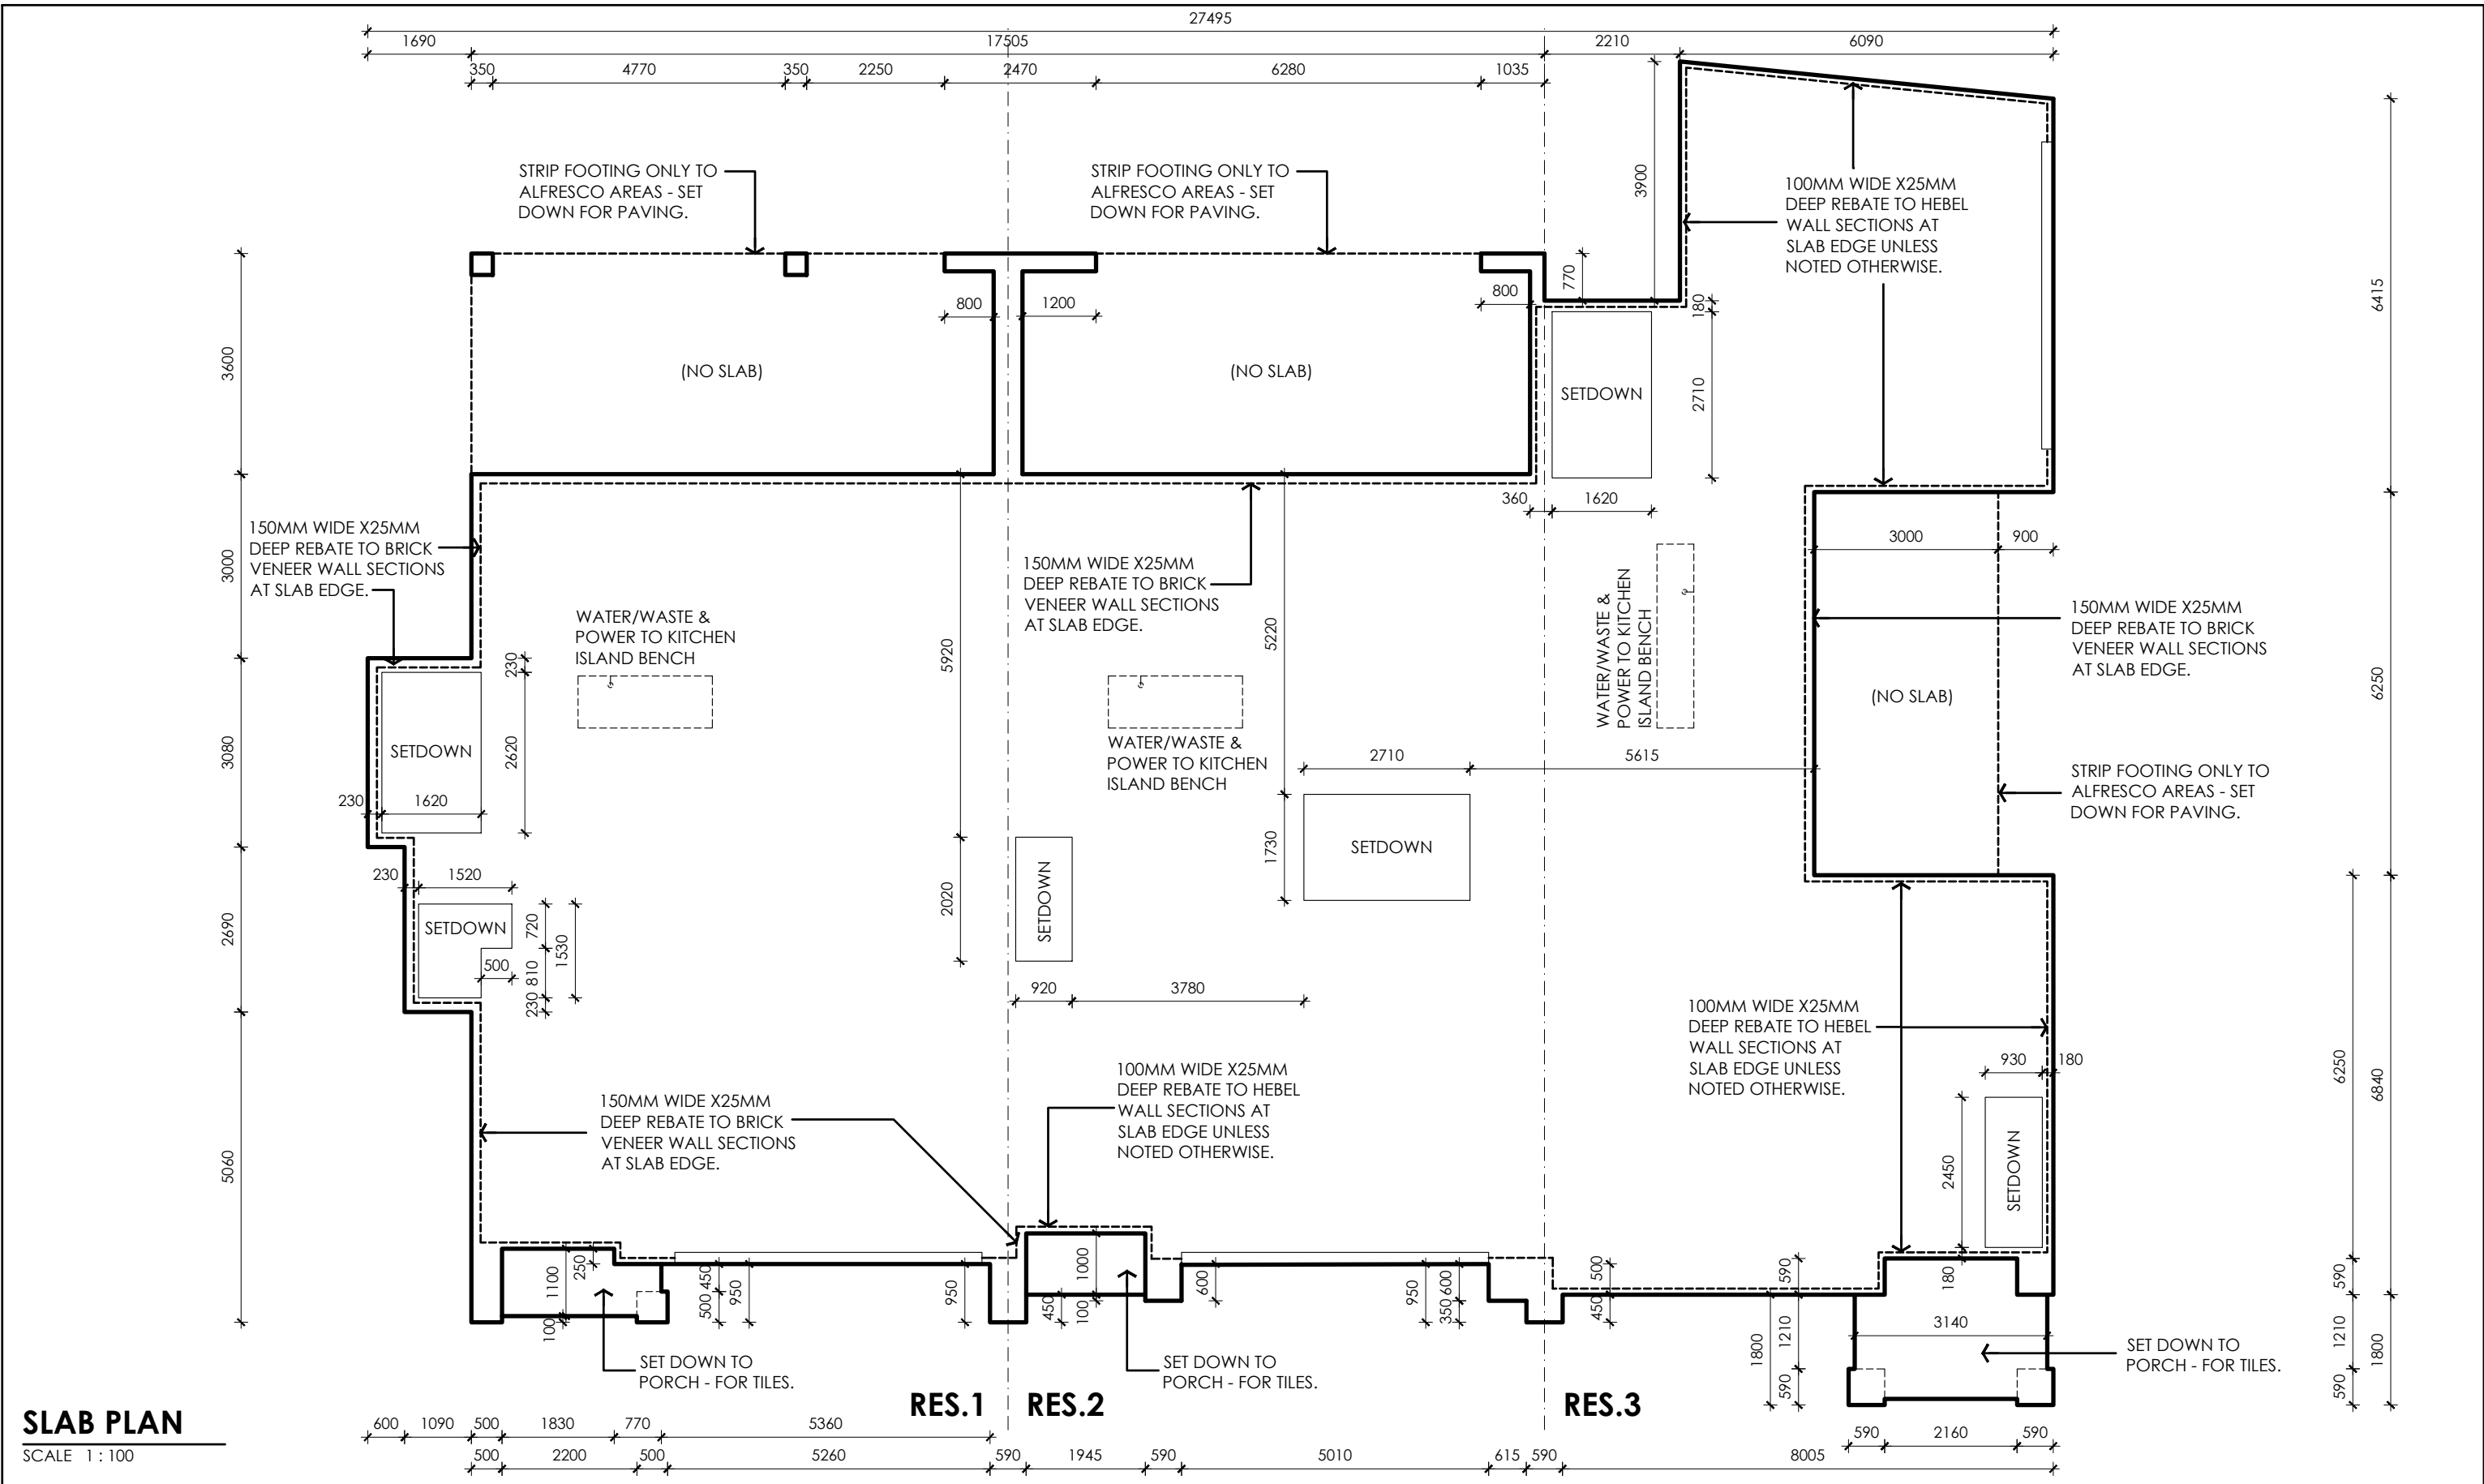 27495
1690
17505
2210
6090
350
4770
350
2250
2470
6280
1035
STRIP FOOTING ONLY TO
ALFRESCO AREAS - SET
DOWN FOR PAVING.
STRIP FOOTING ONLY TO
ALFRESCO AREAS - SET
DOWN FOR PAVING.
3900
100MM WIDE X25MM
DEEP REBATE TO HEBEL
WALL SECTIONS AT
SLAB EDGE UNLESS
NOTED OTHERWISE.
770
800
1200
800
180
6415
3600
(NO SLAB)
(NO SLAB)
SETDOWN
2710
360
1620
150MM WIDE X25MM
DEEP REBATE TO BRICK
VENEER WALL SECTIONS
AT SLAB EDGE.
3000
150MM WIDE X25MM
DEEP REBATE TO BRICK
VENEER WALL SECTIONS
AT SLAB EDGE.
3000
900
WATER/WASTE &
POWER TO KITCHEN
ISLAND BENCH
150MM WIDE X25MM
DEEP REBATE TO BRICK
VENEER WALL SECTIONS
AT SLAB EDGE.
WATER/WASTE &
POWER TO KITCHEN
ISLAND BENCH
5920
5220
230
(NO SLAB)
6250
3080
SETDOWN
2620
WATER/WASTE &
POWER TO KITCHEN
ISLAND BENCH
2710
5615
230
1620
STRIP FOOTING ONLY TO
ALFRESCO AREAS - SET
DOWN FOR PAVING.
1730
SETDOWN
230
1520
2020
SETDOWN
2690
SETDOWN
720
1530
500
810
230
920
3780
100MM WIDE X25MM
DEEP REBATE TO HEBEL
WALL SECTIONS AT
SLAB EDGE UNLESS
NOTED OTHERWISE.
930
180
6250
6840
5060
150MM WIDE X25MM
DEEP REBATE TO BRICK
VENEER WALL SECTIONS
AT SLAB EDGE.
100MM WIDE X25MM
DEEP REBATE TO HEBEL
WALL SECTIONS AT
SLAB EDGE UNLESS
NOTED OTHERWISE.
2450
SETDOWN
250
1100
100
450
500
950
950
1000
450
100
600
950
600
350
500
450
590
180
590
1800
1210
590
3140
1210
1800
590
SET DOWN TO
PORCH - FOR TILES.
SET DOWN TO
PORCH - FOR TILES.
SET DOWN TO
PORCH - FOR TILES.
RES.1
RES.2
RES.3
SLAB PLAN
SCALE 1 : 100
600
1090
500
1830
770
5360
590
2160
590
500
2200
500
5260
590
1945
590
5010
615
590
8005